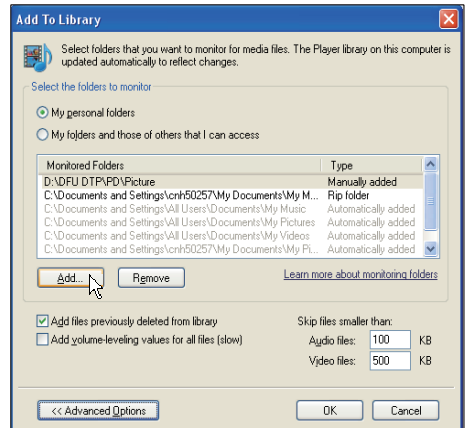 Add To Library
Select folders that you want to monitor for media files. The Player library on this computer is
updated automatically to reflect changes.
Select the folders to monitor
My personal folders
My folders and those of others that I can access
Monitored Folders Type
D:\DFU DTP\PD\Picture Manually added
C:\Documents and Settings\cnh50257\My Documents\My M... Rip folder
C:\Documents and Settings\All Users\Documents\My Music Automatically added
C:\Documents and Settings\All Users\Documents\My Pictures Automatically added
C:\Documents and Settings\All Users\Documents\My Videos Automatically added
C:\Documents and Settings\cnh50257\My Documents\My Pi... Automatically added
Add... Remove Learn more about monitoring folders
Add files previously deleted from library Skip files smaller than:
Add volume-leveling values for all files (slow) Audio files: 100 KB
Video files: 500 KB
<< Advanced Options OK Cancel